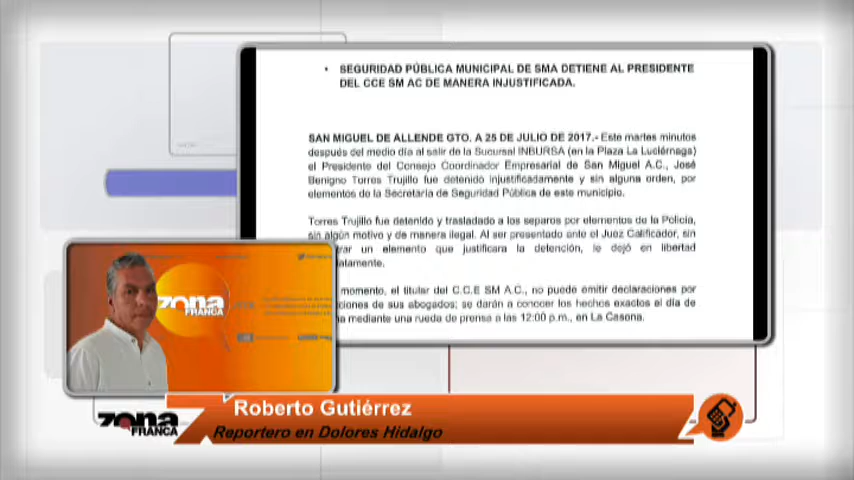 • SEGURIDAD PÚBLICA MUNICIPAL DE SMA DETIENE AL PRESIDENTE
DEL CCE SM AC DE MANERA INJUSTIFICADA.
SAN MIGUEL DE ALLENDE GTO. A 25 DE JULIO DE 2017.- Este martes minutos
después del medio día al salir de la Sucursal INBURSA (en la Plaza La Luciérnaga)
el Presidente del Consejo Coordinador Empresarial de San Miguel A.C., José
Benigno Torres Trujillo fue detenido injustificadamente y sin alguna orden, por
elementos de la Secretaria de Seguridad Pública de este municipio.
Torres Trujillo fue detenido y trasladado a los separos por elementos de la Policía,
sin algún motivo y de manera ilegal. Al ser presentado ante el Juez Calificador, sin
un elemento que justificara la detención, le dejó en libertad
momento, el titular del C.C.E SM A.C., no puede emitir declaraciones por
de sus abogados; se darán a conocer los hechos exactos el día de
mediante una rueda de prensa a las 12:00 p.m., en La Casona.
zona
FRANCA
Roberto Gutiérrez
zona
FRANCA
Reportero en Dolores Hidalgo